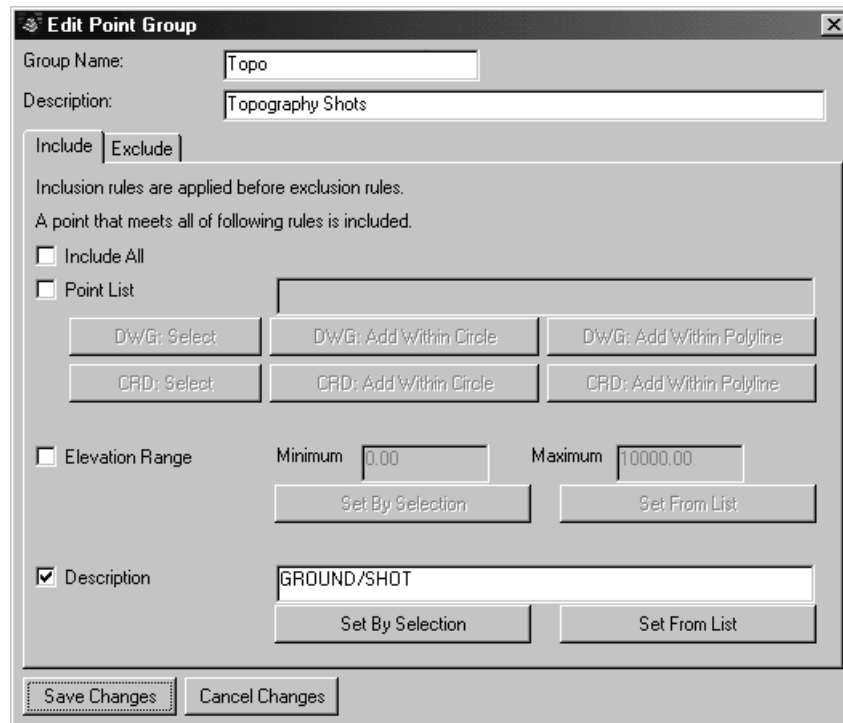 Edit Point Group
Group Name: Topo
Description: Topography Shots
Include Exclude
Inclusion rules are applied before exclusion rules.
A point that meets all of following rules is included.
Include All
Point List
DWG: Select DWG: Add Within Circle DWG: Add Within Polyline
CRD: Select CRD: Add Within Circle CRD: Add Within Polyline
Elevation Range Minimum 0.00 Maximum 10000.00
Set By Selection Set From List
Description GROUND/SHOT
Set By Selection Set From List
Save Changes Cancel Changes